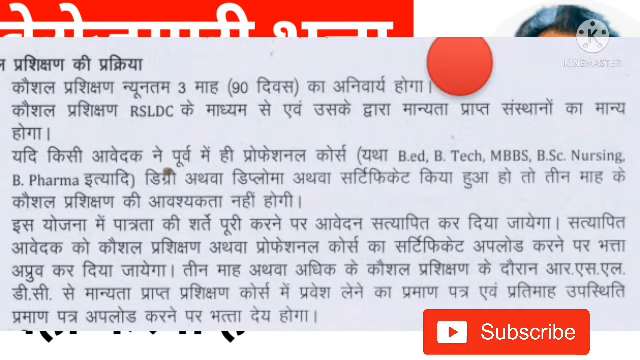 बेरोजगारी भत्ता
KINEMASTER
ल प्रशिक्षण की प्रक्रिया
कौशल प्रशिक्षण न्यूनतम 3 माह (90 दिवस) का अनिवार्य होगा।
कौशल प्रशिक्षण RSLDC के माध्यम से एवं उसके द्वारा मान्यता प्राप्त संस्थानों का मान्य
होगा।
यदि किसी आवेदक ने पूर्व में ही प्रोफेशनल कोर्स (यथा B.ed, B. Tech, MBBS, B.Sc. Nursing,
B. Pharma इत्यादि) डिग्री अथवा डिप्लोमा अथवा सर्टिफिकेट किया हुआ हो तो तीन माह के
कौशल प्रशिक्षण की आवश्यकता नहीं होगी।
इस योजना में पात्रता की शर्ते पूरी करने पर आवेदन सत्यापित कर दिया जायेगा। सत्यापित
आवेदक को कौशल प्रशिक्षण अथवा प्रोफेशनल कोर्स का सर्टिफिकेट अपलोड करने पर भत्ता
अप्रुव कर दिया जायेगा। तीन माह अथवा अधिक के कौशल प्रशिक्षण के दौरान आर.एस.एल.
डी.सी. से मान्यता प्राप्त प्रशिक्षण कोर्स में प्रवेश लेने का प्रमाण पत्र एवं प्रतिमाह उपस्थिति
प्रमाण पत्र अपलोड करने पर भत्ता देय होगा।
Subscribe